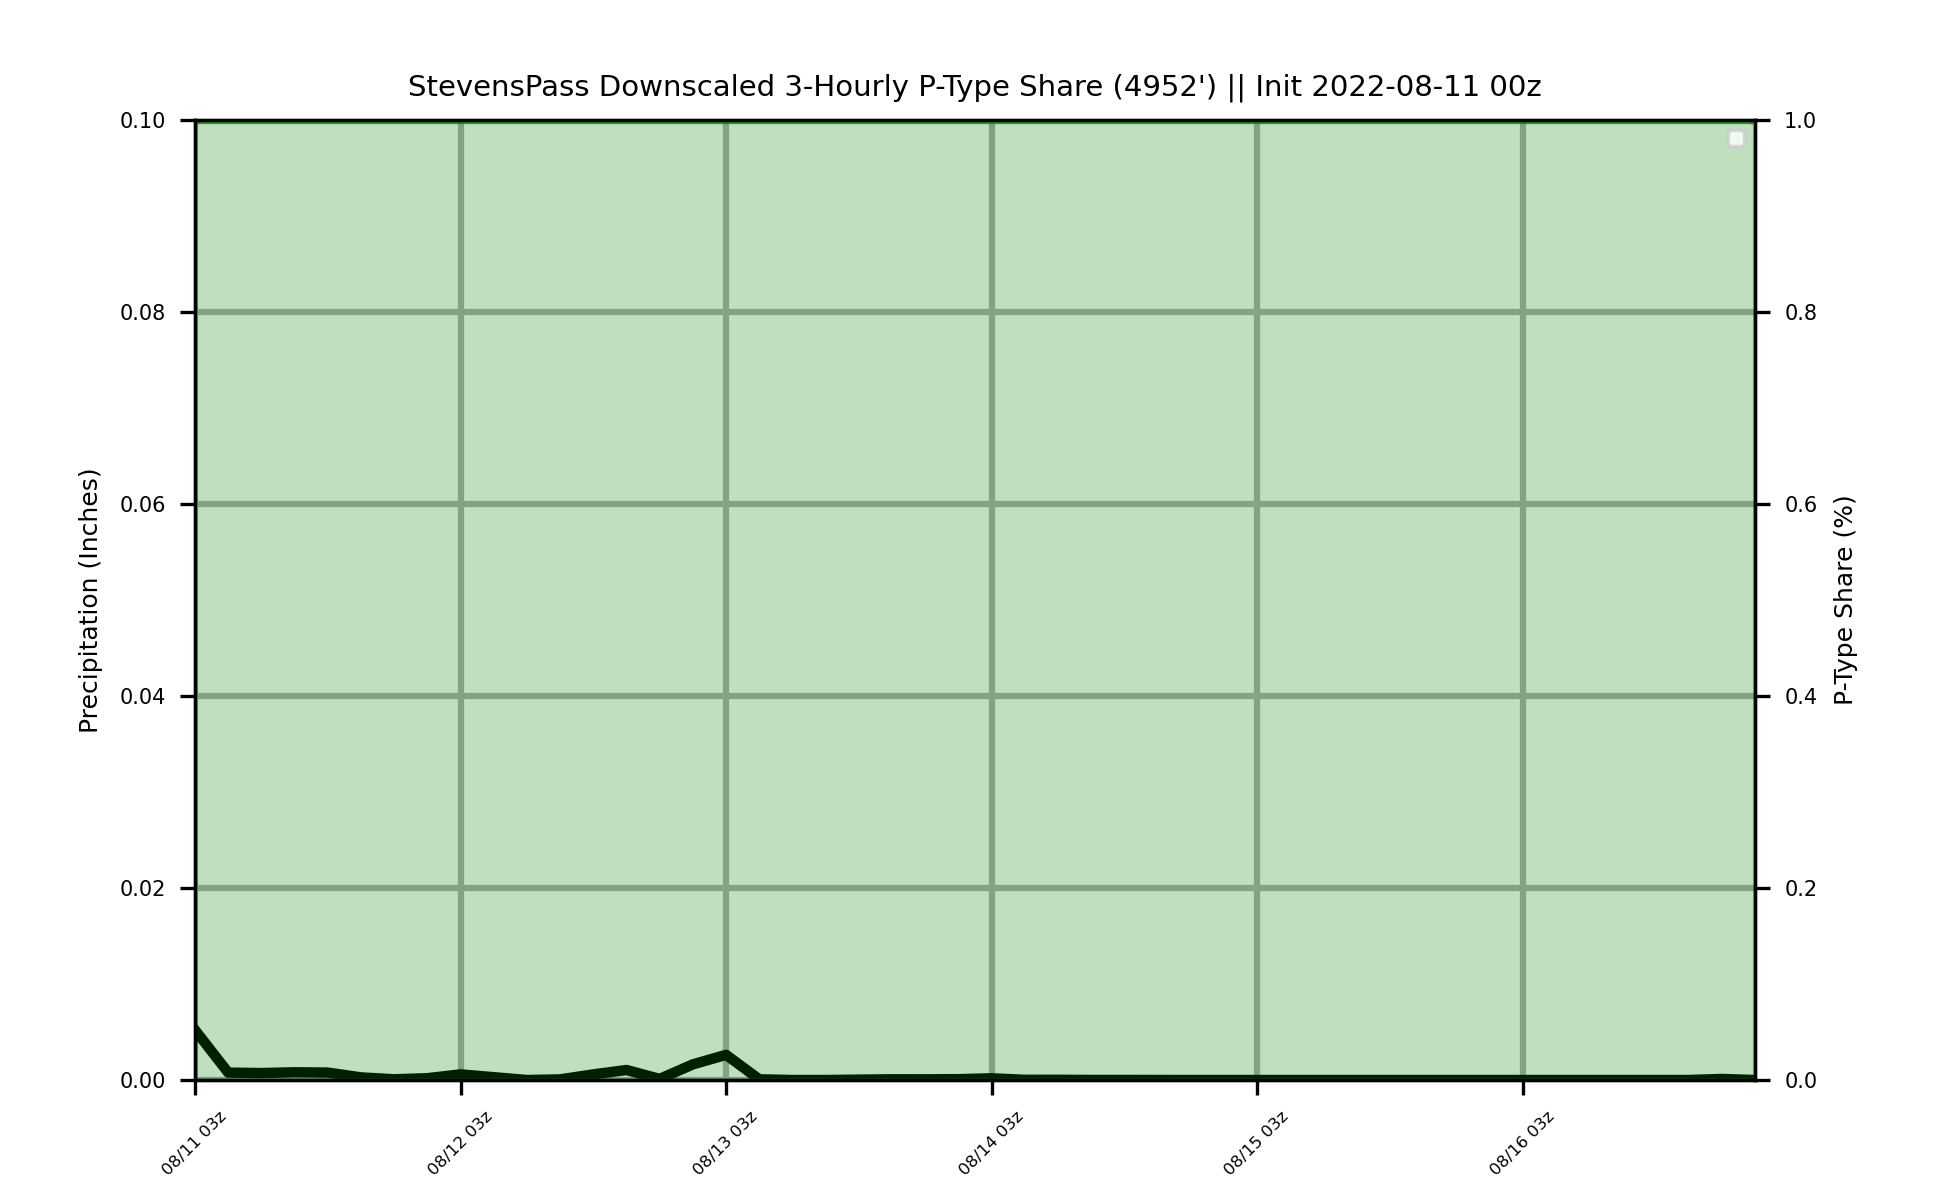 StevensPass Downscaled 3-Hourly P-Type Share (4952') || Init 2022-08-11 00z
Precipitation (Inches)
0.10
0.08
0.06
0.04
0.02
0.00
1.0
0.8
0.6
0.4
0.2
0.0
P-Type Share (%)
08/11 03z
08/12 03z
08/13 03z
08/14 03z
08/15 03z
08/16 03z